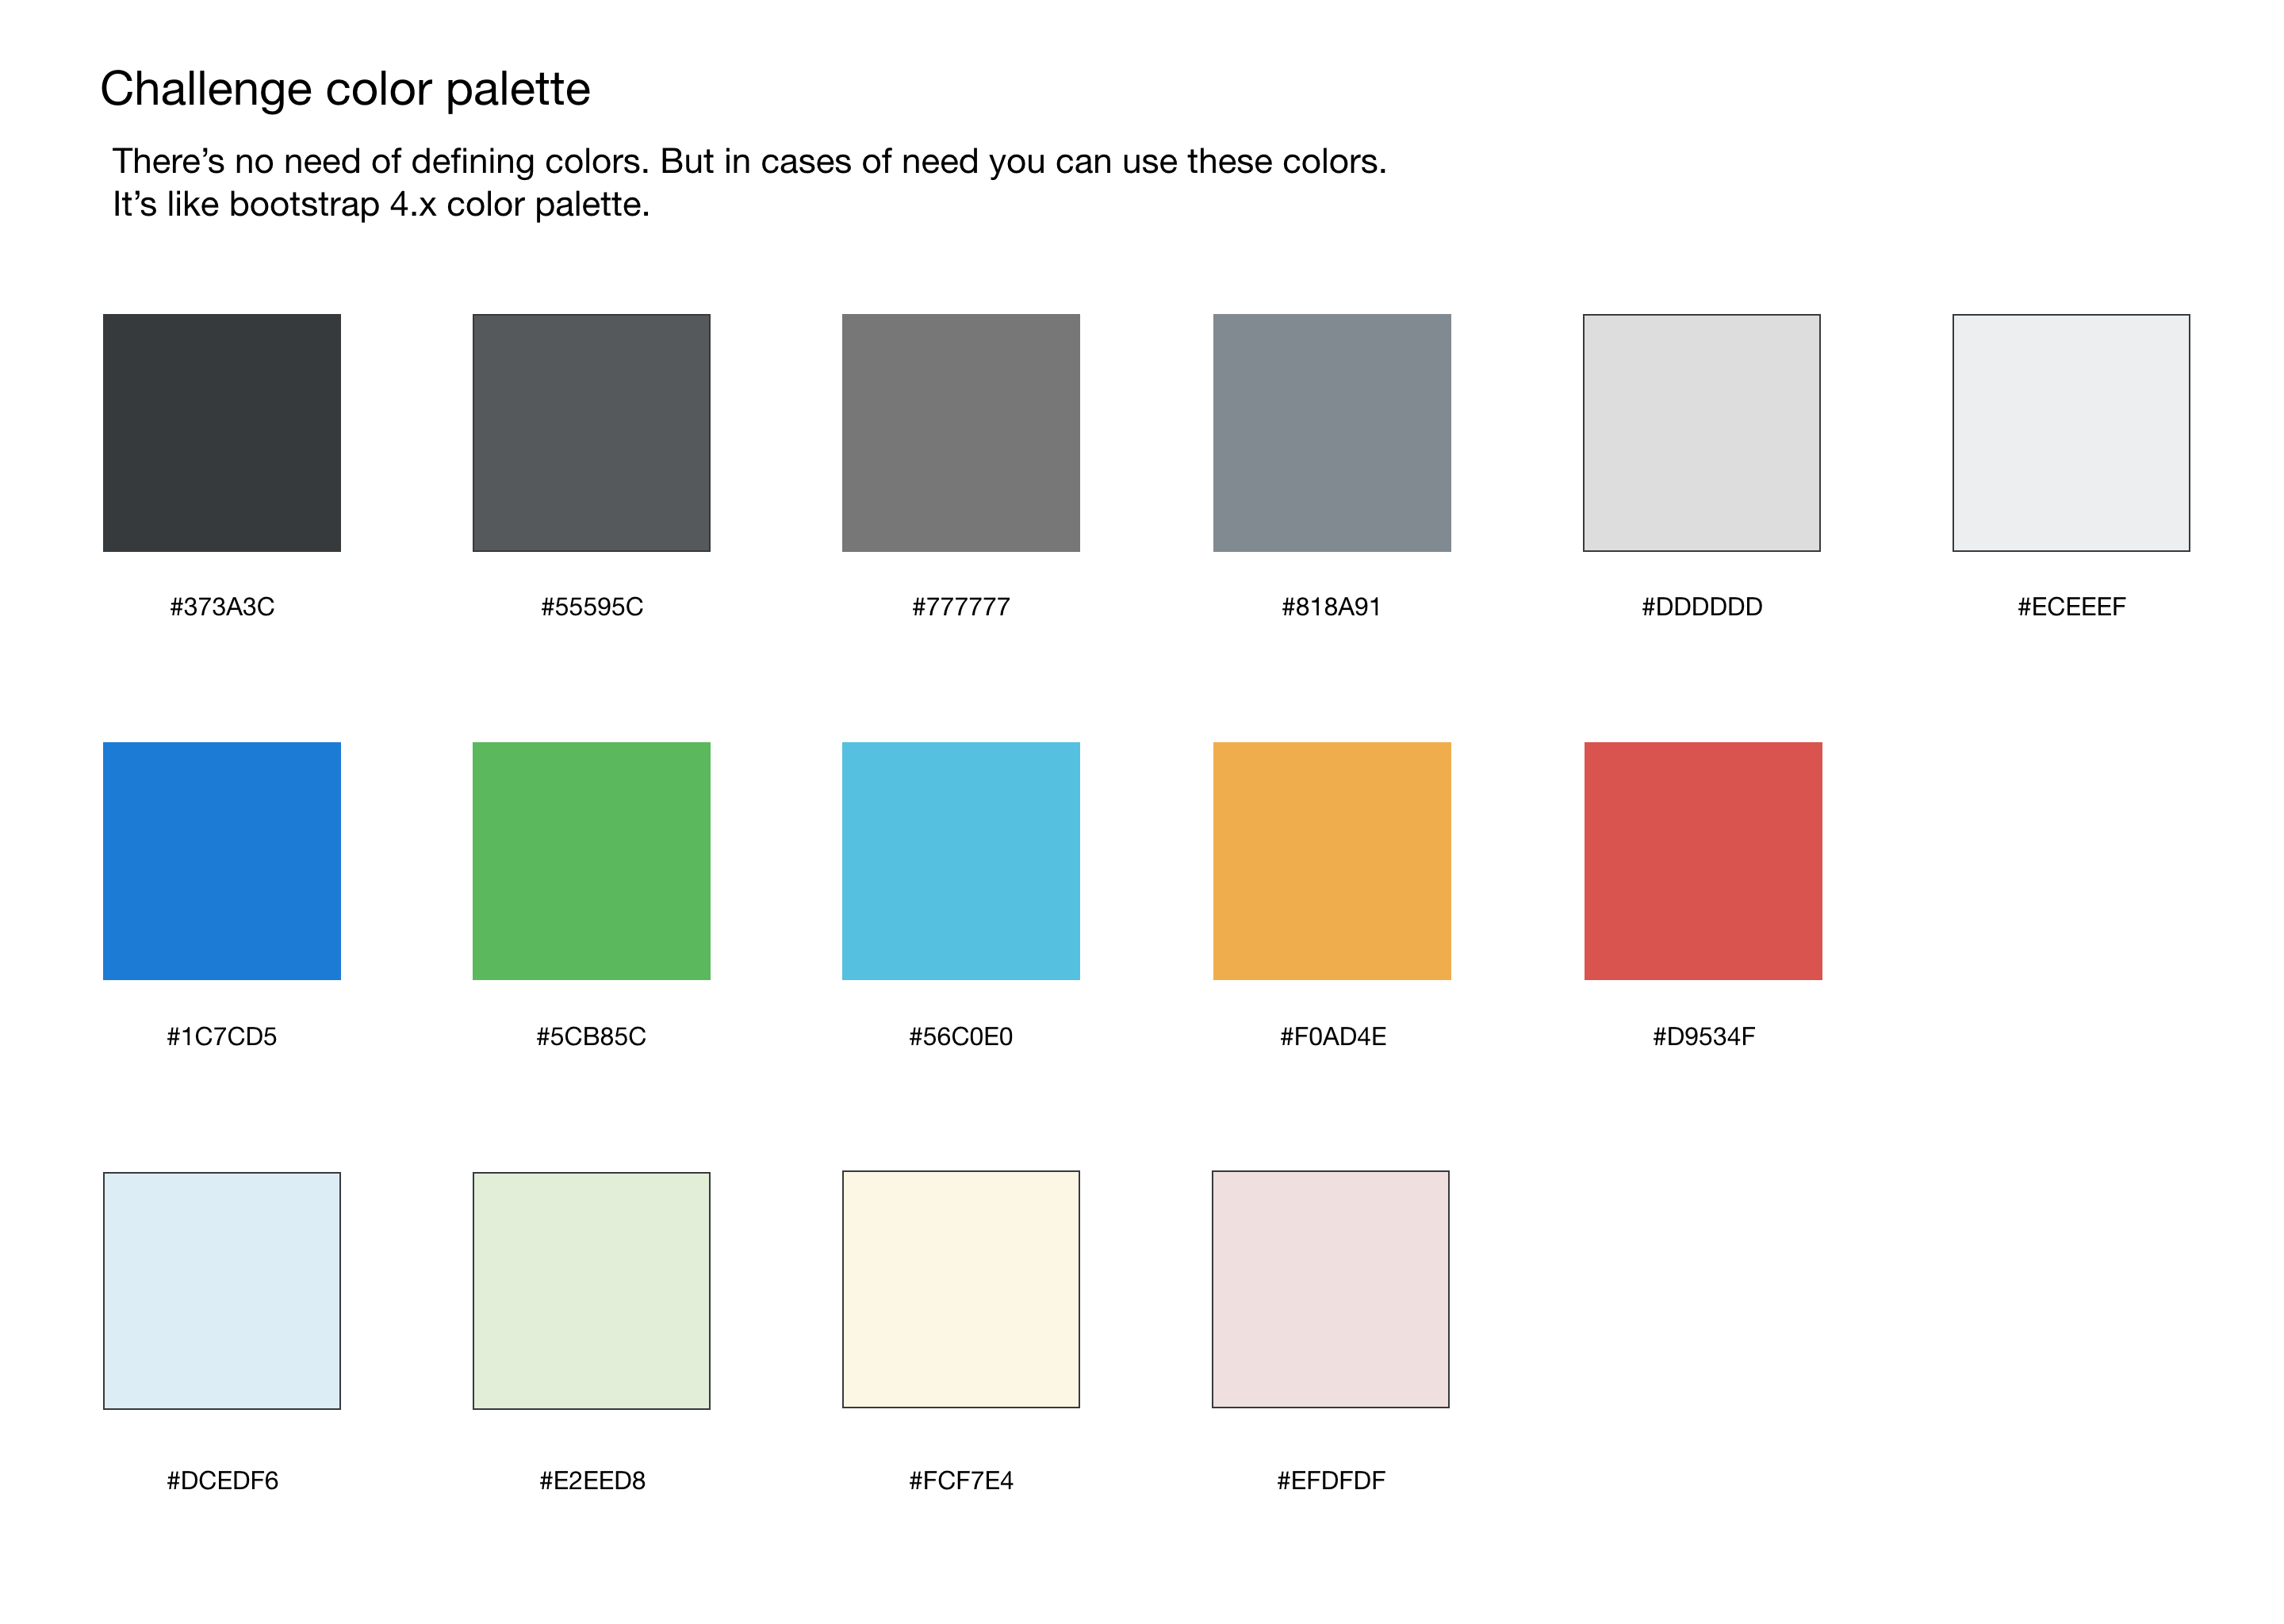 Challenge color palette
There’s no need of defining colors. But in cases of need you can use these colors.
It’s like bootstrap 4.x color palette.
#373A3C #55595C #777777 #818A91 #DDDDDD #ECEEEF
#1C7CD5 #5CB85C #56C0E0 #F0AD4E #D9534F
#DCEDF6 #E2EED8 #FCF7E4 #EFDFDF